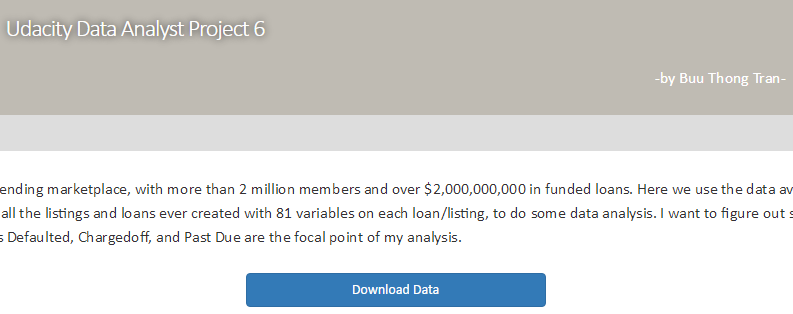 Udacity Data Analyst Project 6
-by Buu Thong Tran-
ending marketplace, with more than 2 million members and over $2,000,000,000 in funded loans. Here we use the data av
all the listings and loans ever created with 81 variables on each loan/listing, to do some data analysis. I want to figure out s
s Defaulted, Chargedoff, and Past Due are the focal point of my analysis.
Download Data